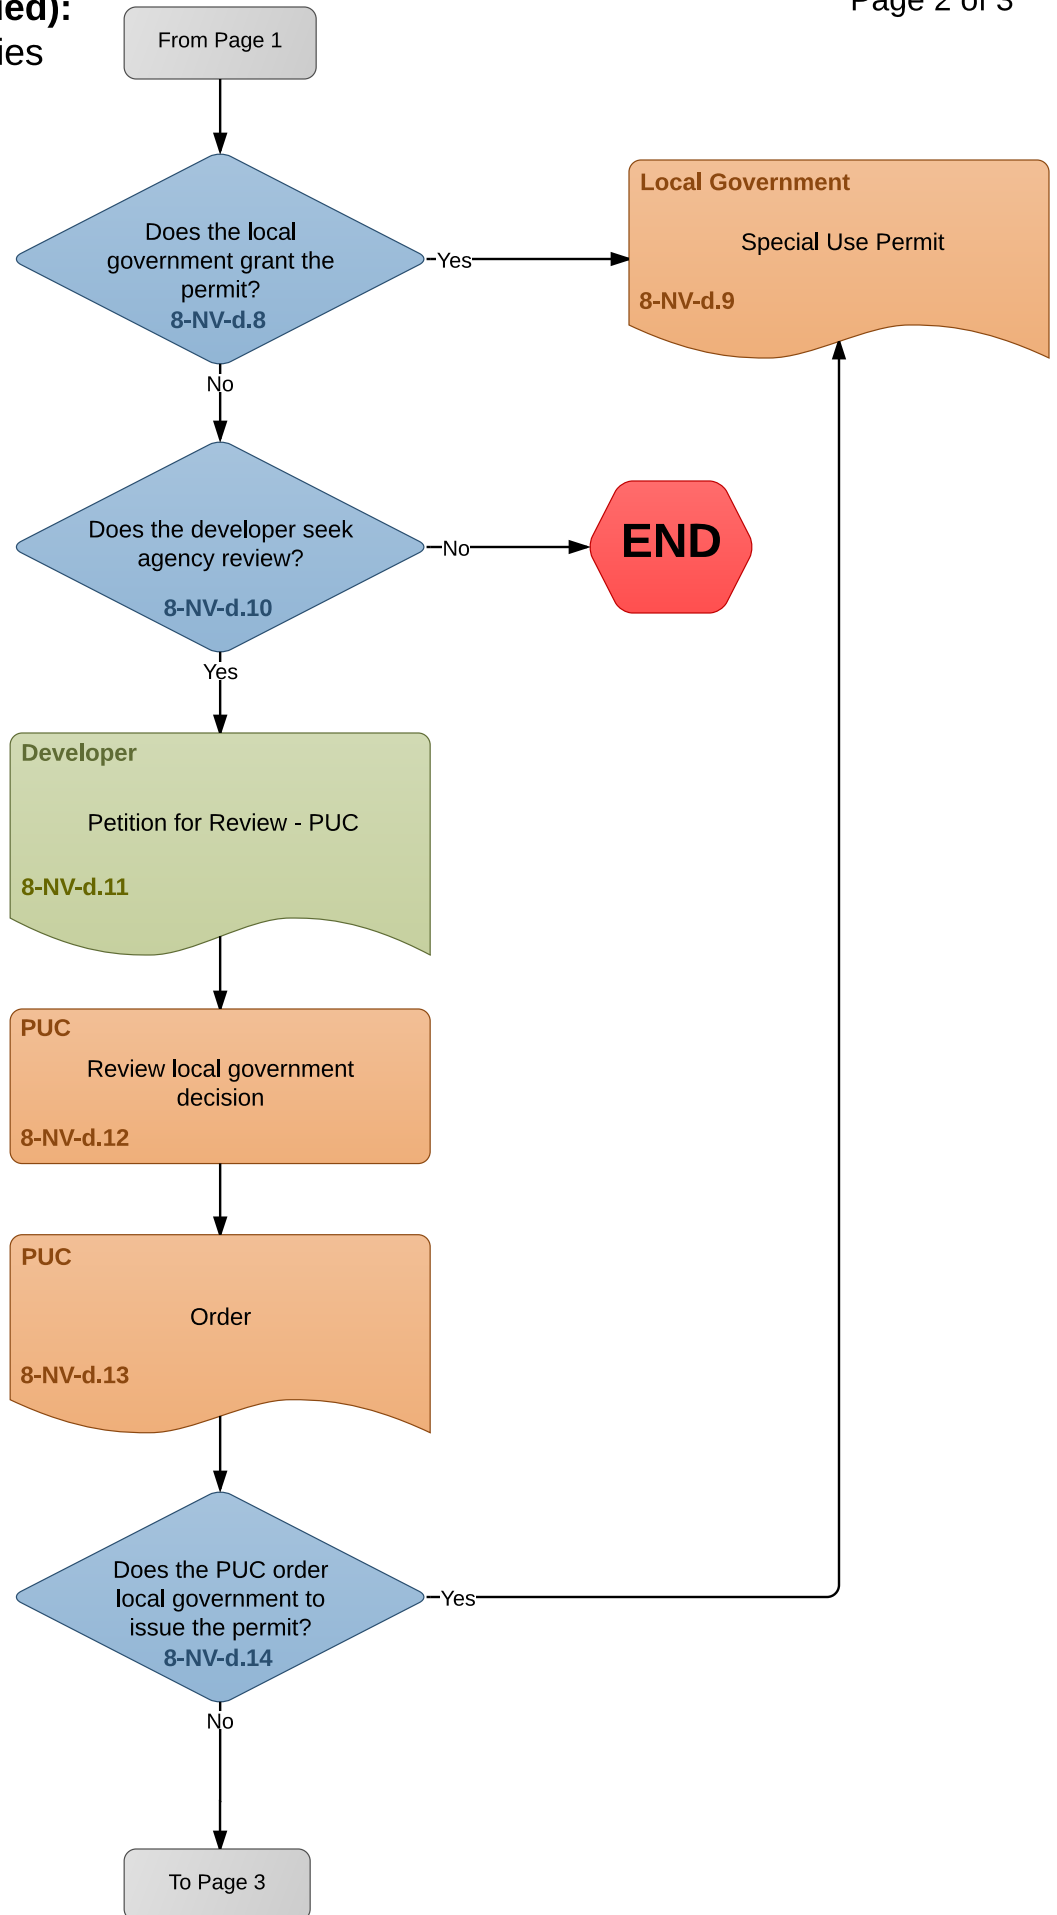 ied):
ies
Page 2 of 3
From Page 1
Does the local
government grant the
permit?
8-NV-d.8
Yes
Local Government
Special Use Permit
8-NV-d.9
No
Does the developer seek
agency review?
8-NV-d.10
No
END
Yes
Developer
Petition for Review - PUC
8-NV-d.11
PUC
Review local government
decision
8-NV-d.12
PUC
Order
8-NV-d.13
Does the PUC order
local government to
issue the permit?
8-NV-d.14
Yes
No
To Page 3